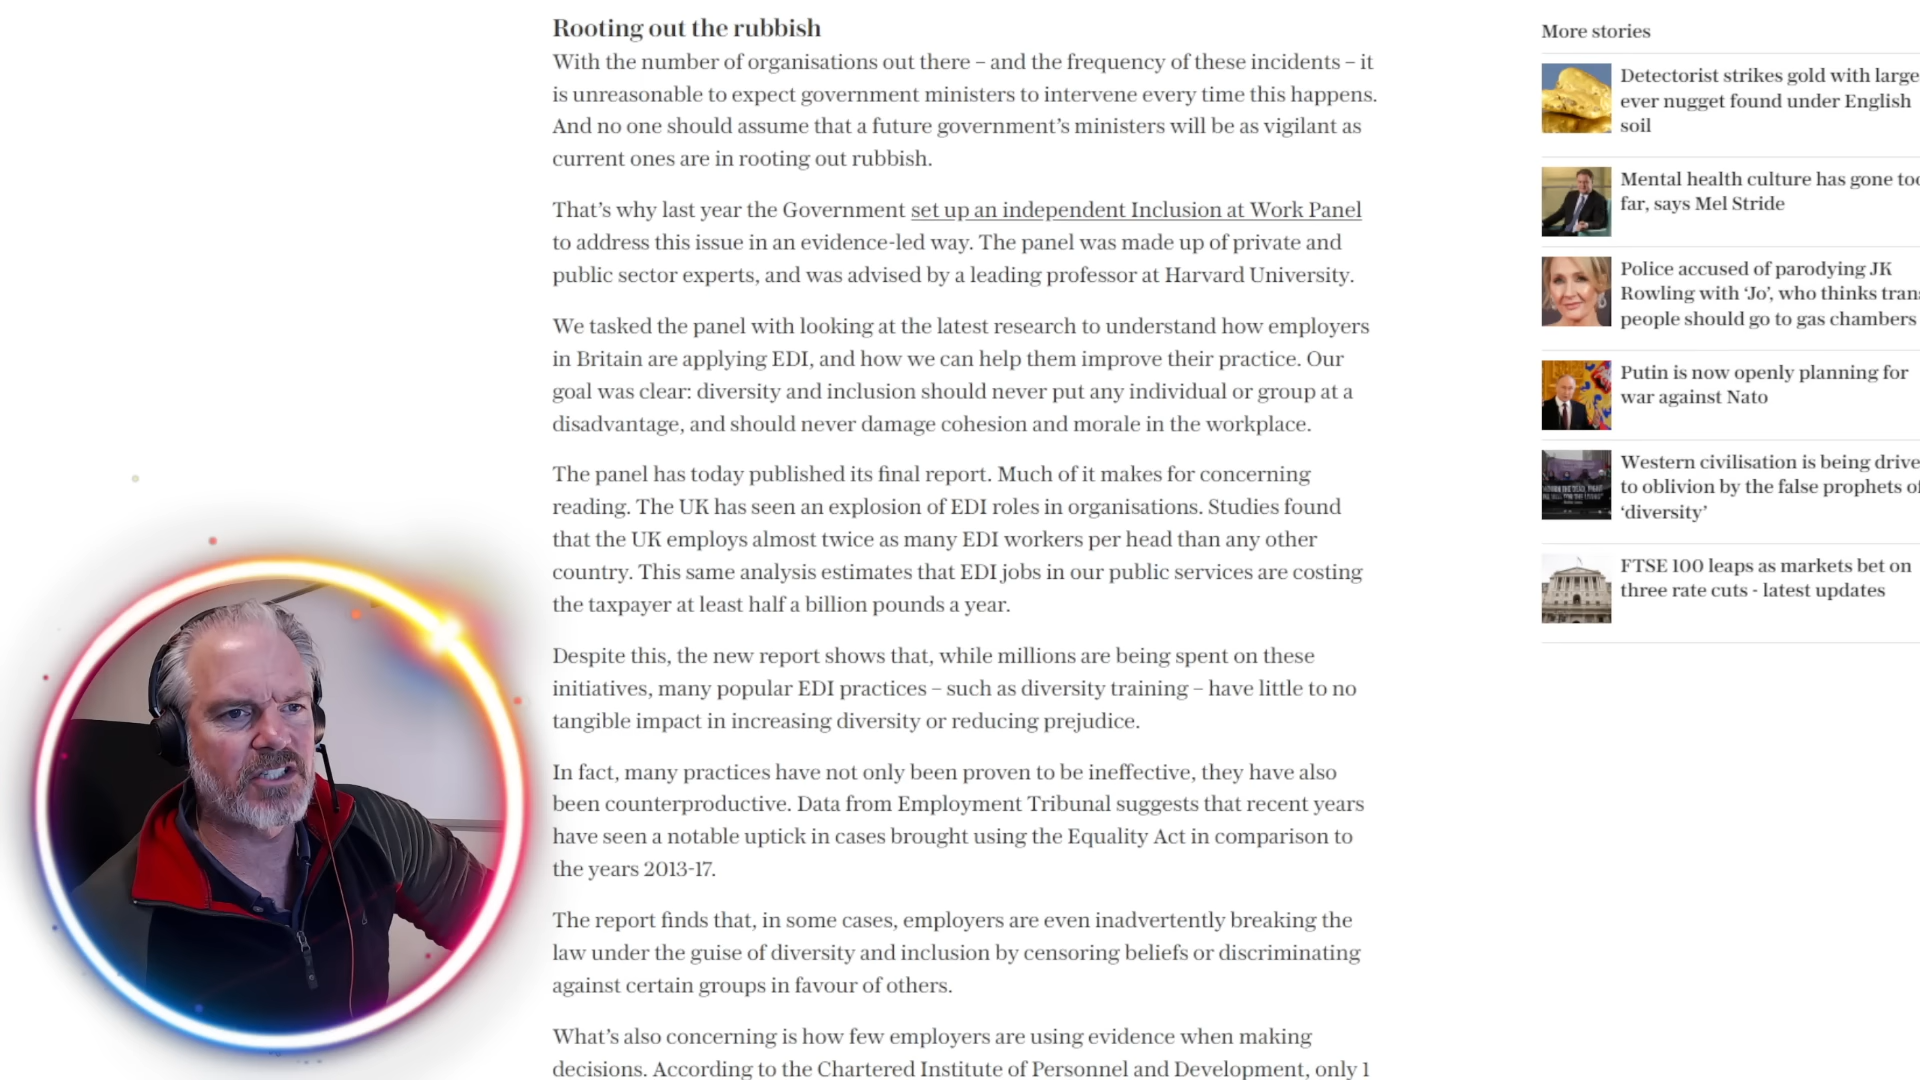 Rooting out the rubbish
With the number of organisations out there – and the frequency of these incidents – it
is unreasonable to expect government ministers to intervene every time this happens.
And no one should assume that a future government’s ministers will be as vigilant as
current ones are in rooting out rubbish.
That’s why last year the Government set up an independent Inclusion at Work Panel
to address this issue in an evidence-led way. The panel was made up of private and
public sector experts, and was advised by a leading professor at Harvard University.
We tasked the panel with looking at the latest research to understand how employers
in Britain are applying EDI, and how we can help them improve their practice. Our
goal was clear: diversity and inclusion should never put any individual or group at a
disadvantage, and should never damage cohesion and morale in the workplace.
The panel has today published its final report. Much of it makes for concerning
reading. The UK has seen an explosion of EDI roles in organisations. Studies found
that the UK employs almost twice as many EDI workers per head than any other
country. This same analysis estimates that EDI jobs in our public services are costing
the taxpayer at least half a billion pounds a year.
Despite this, the new report shows that, while millions are being spent on these
initiatives, many popular EDI practices – such as diversity training – have little to no
tangible impact in increasing diversity or reducing prejudice.
In fact, many practices have not only been proven to be ineffective, they have also
been counterproductive. Data from Employment Tribunal suggests that recent years
have seen a notable uptick in cases brought using the Equality Act in comparison to
the years 2013-17.
The report finds that, in some cases, employers are even inadvertently breaking the
law under the guise of diversity and inclusion by censoring beliefs or discriminating
against certain groups in favour of others.
What’s also concerning is how few employers are using evidence when making
decisions. According to the Chartered Institute of Personnel and Development, only 1
More stories
Detectorist strikes gold with large
ever nugget found under English
soil
Mental health culture has gone too
far, says Mel Stride
Police accused of parodying JK
Rowling with ‘Jo’, who thinks tran
people should go to gas chambers
Putin is now openly planning for
war against Nato
Western civilisation is being drive
to oblivion by the false prophets of
‘diversity’
FTSE 100 leaps as markets bet on
three rate cuts - latest updates